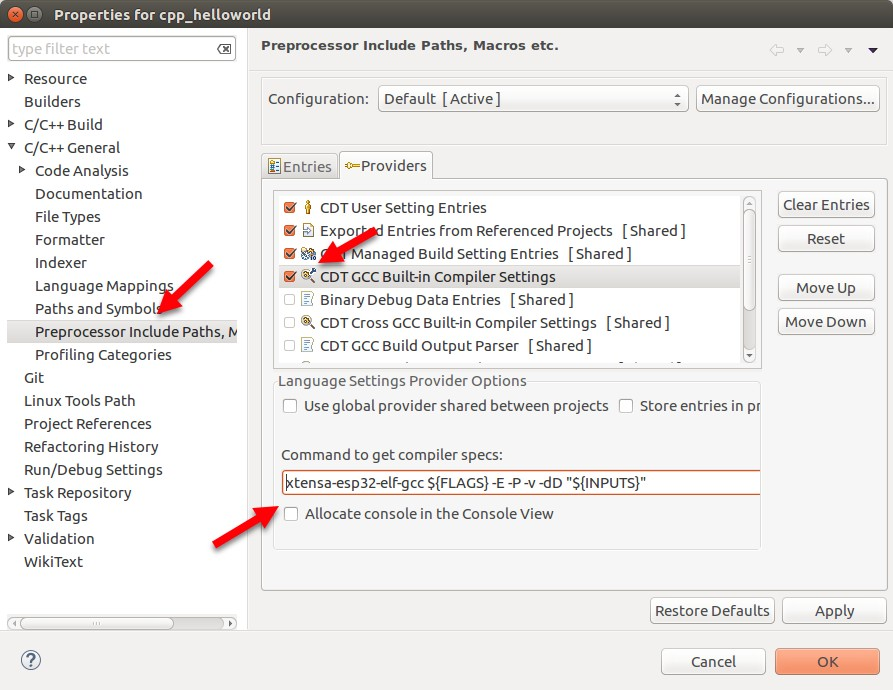 Properties for cpp_helloworld
type filter text
Resource
Builders
C/C++ Build
C/C++ General
Code Analysis
Documentation
File Types
Formatter
Indexer
Language Mappings
Paths and Symbols
Preprocessor Include Paths, M
Profiling Categories
Git
Linux Tools Path
Project References
Refactoring History
Run/Debug Settings
Task Repository
Task Tags
Validation
WikiText
Preprocessor Include Paths, Macros etc.
Configuration: Default [ Active ] Manage Configurations...
Entries Providers
CDT User Setting Entries
Exported Entries from Referenced Projects [ Shared ]
Managed Build Setting Entries [ Shared ]
CDT GCC Built-in Compiler Settings
Binary Debug Data Entries [ Shared ]
CDT Cross GCC Built-in Compiler Settings [ Shared ]
CDT GCC Build Output Parser [ Shared ]
Clear Entries
Reset
Move Up
Move Down
Language Settings Provider Options
Use global provider shared between projects Store entries in pr
Command to get compiler specs:
xtensa-esp32-elf-gcc ${FLAGS} -E -P -v -dD "${INPUTS}"
Allocate console in the Console View
Restore Defaults Apply
? Cancel OK